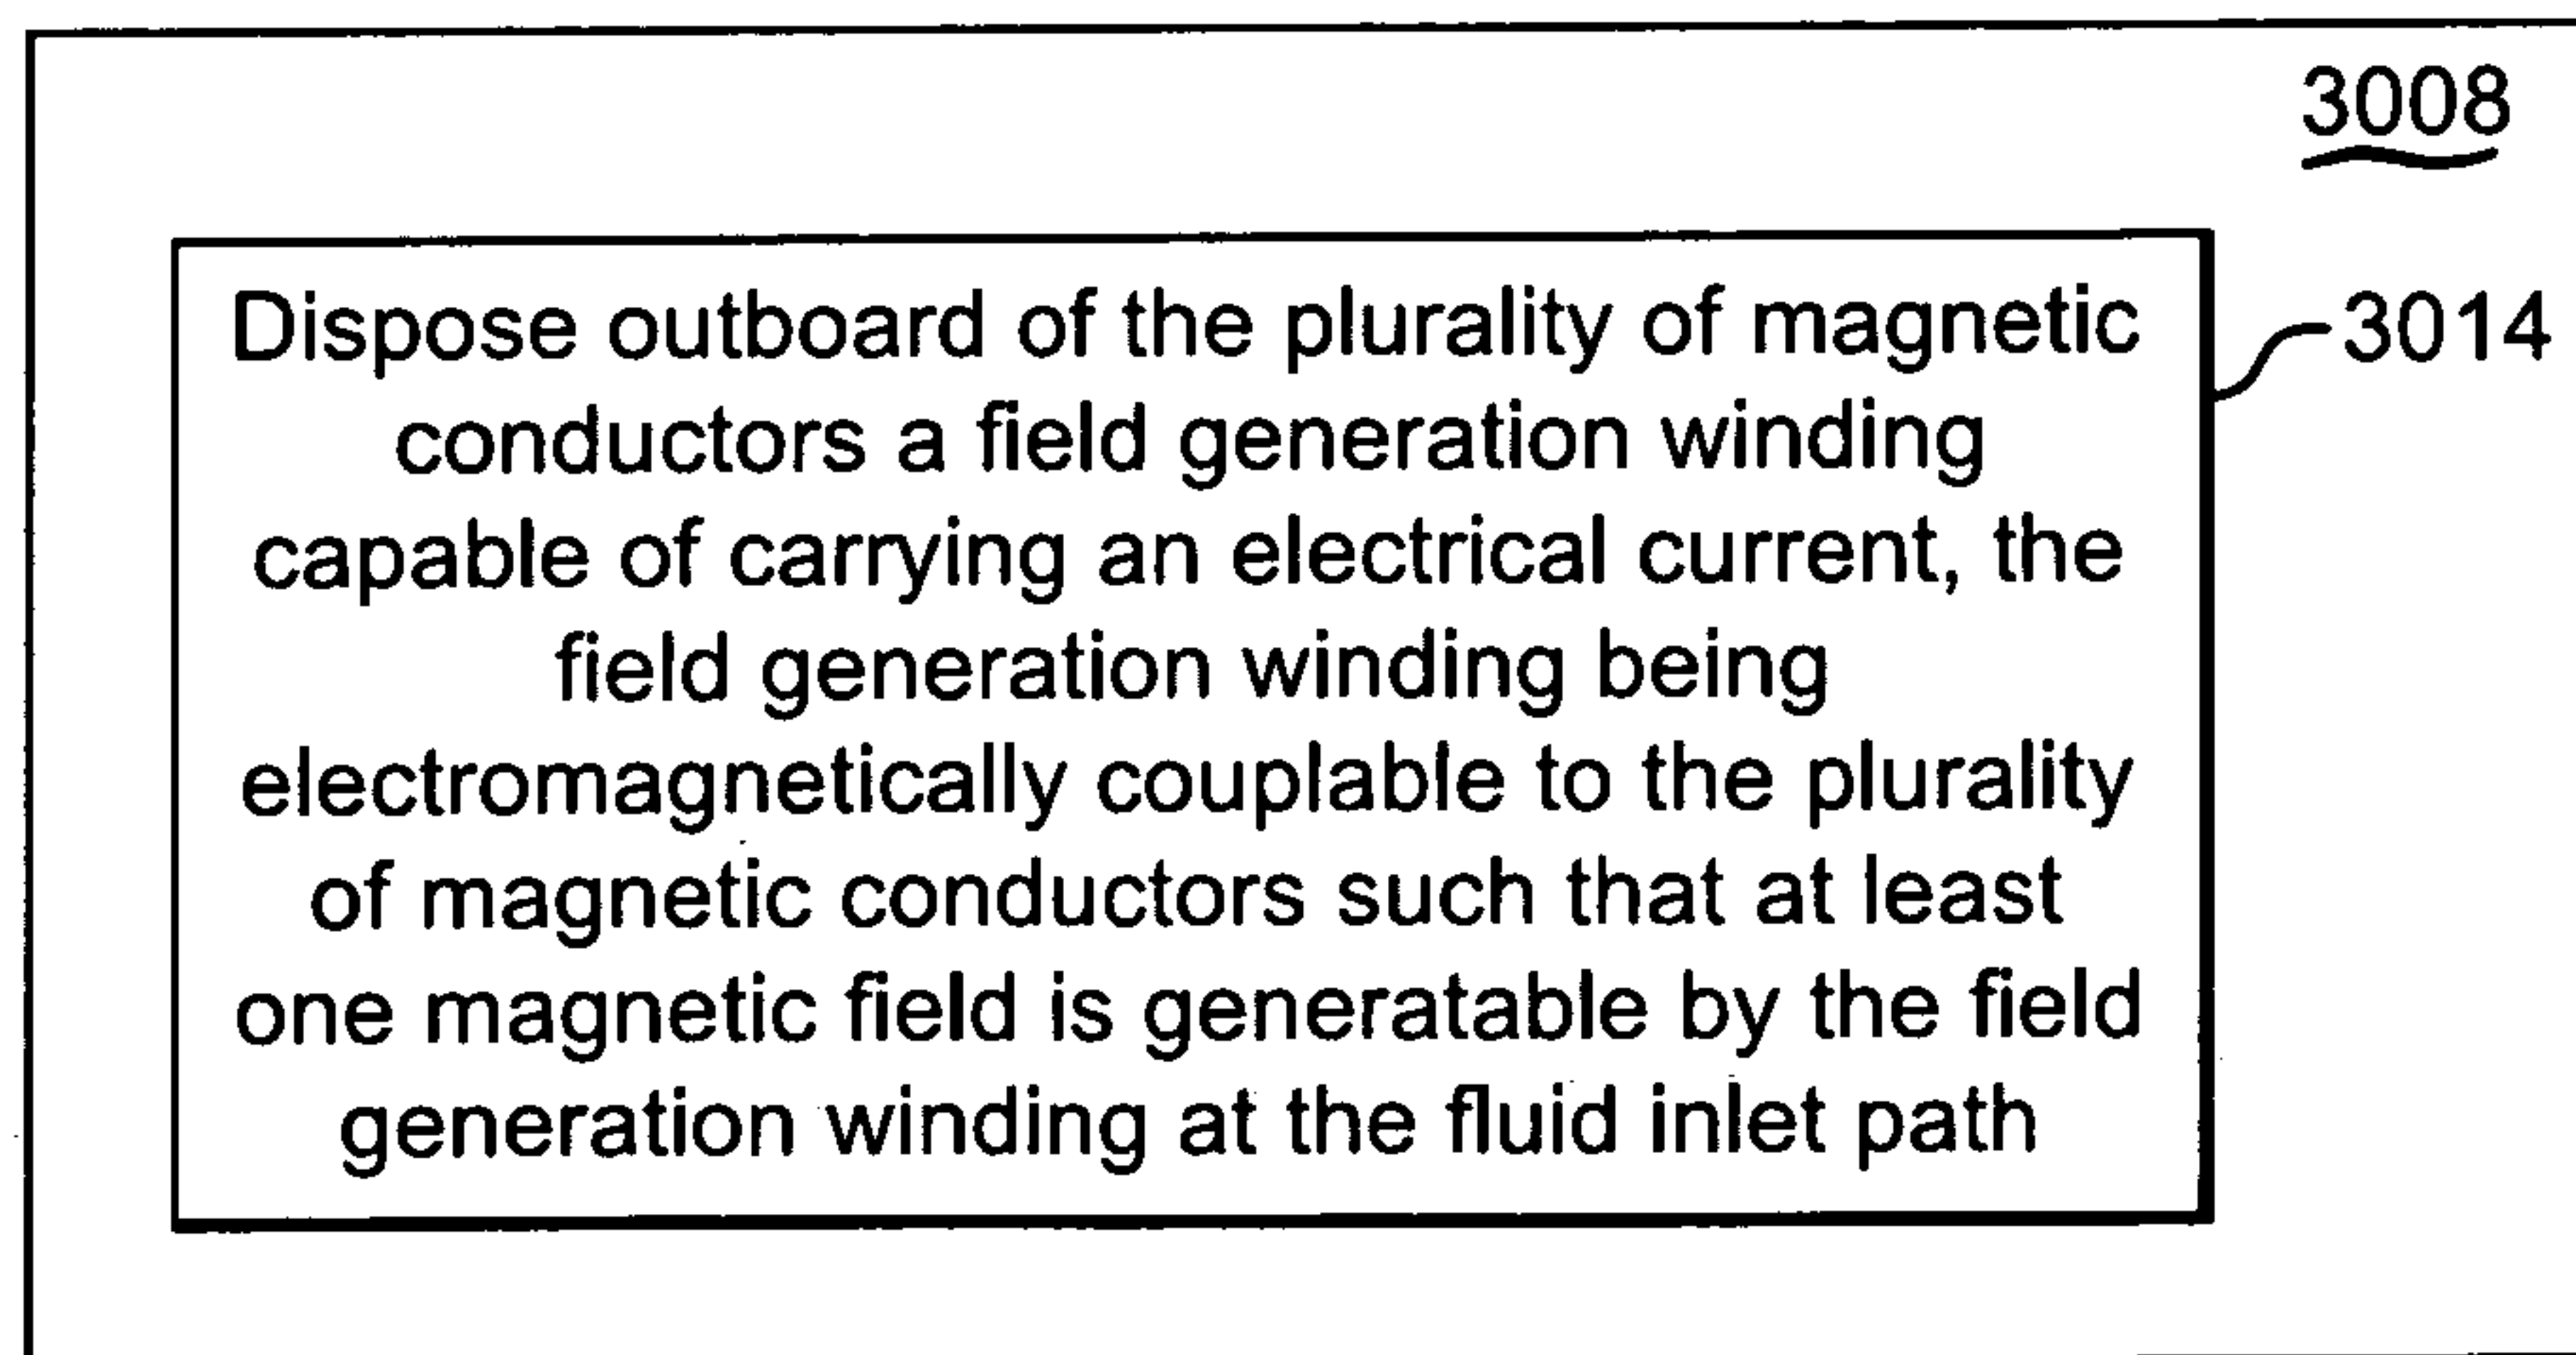 3008
Dispose outboard of the plurality of magnetic
3014
conductors a field generation winding
capable of carrying an electrical current, the
field generation winding being
electromagnetically couplable to the plurality
of magnetic conductors such that at least
one magnetic field is generatable by the field
generation winding at the fluid inlet path